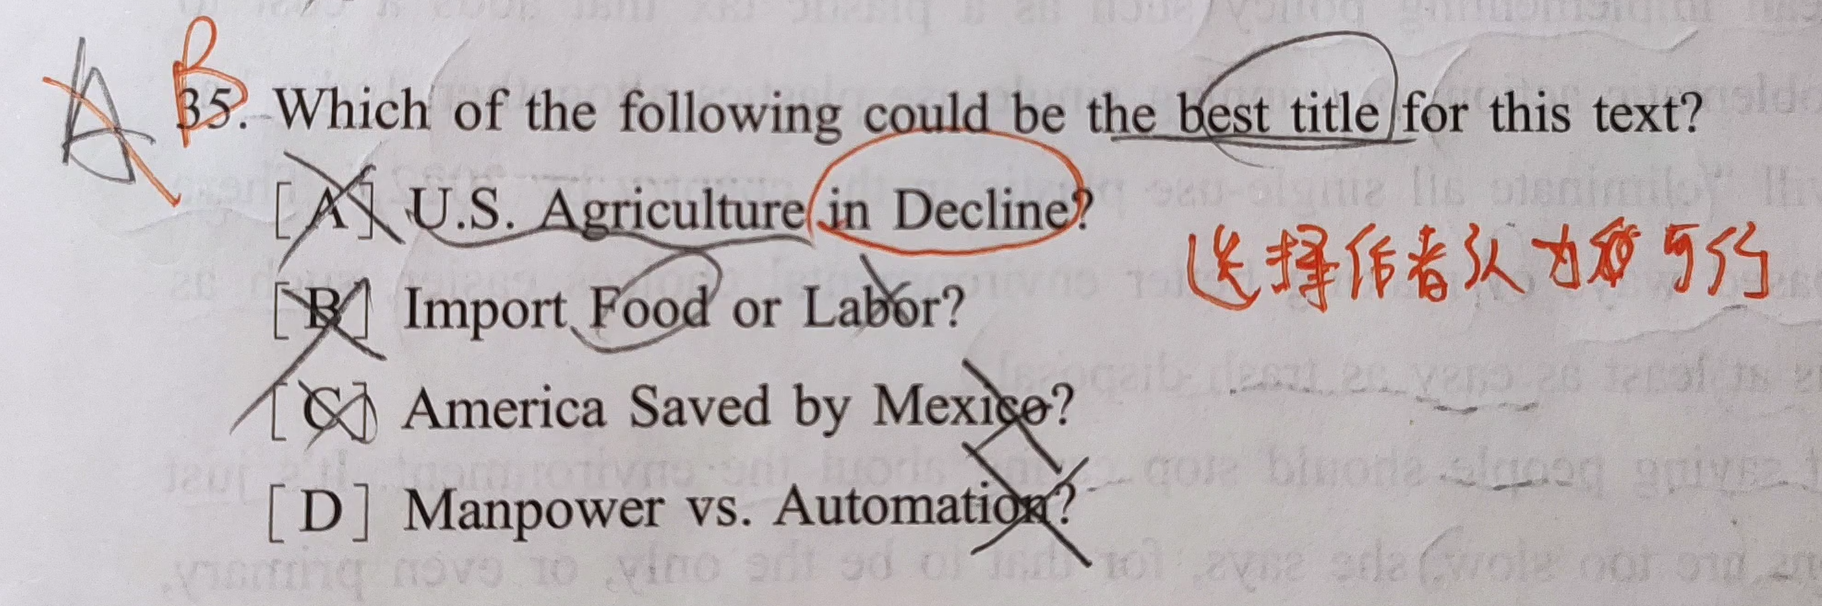 A B
35. Which of the following could be the best title for this text?
[A] U.S. Agriculture in Decline?
选择作者认为可行
[B] Import Food or Labor?
[C] America Saved by Mexico?
[D] Manpower vs. Automation?